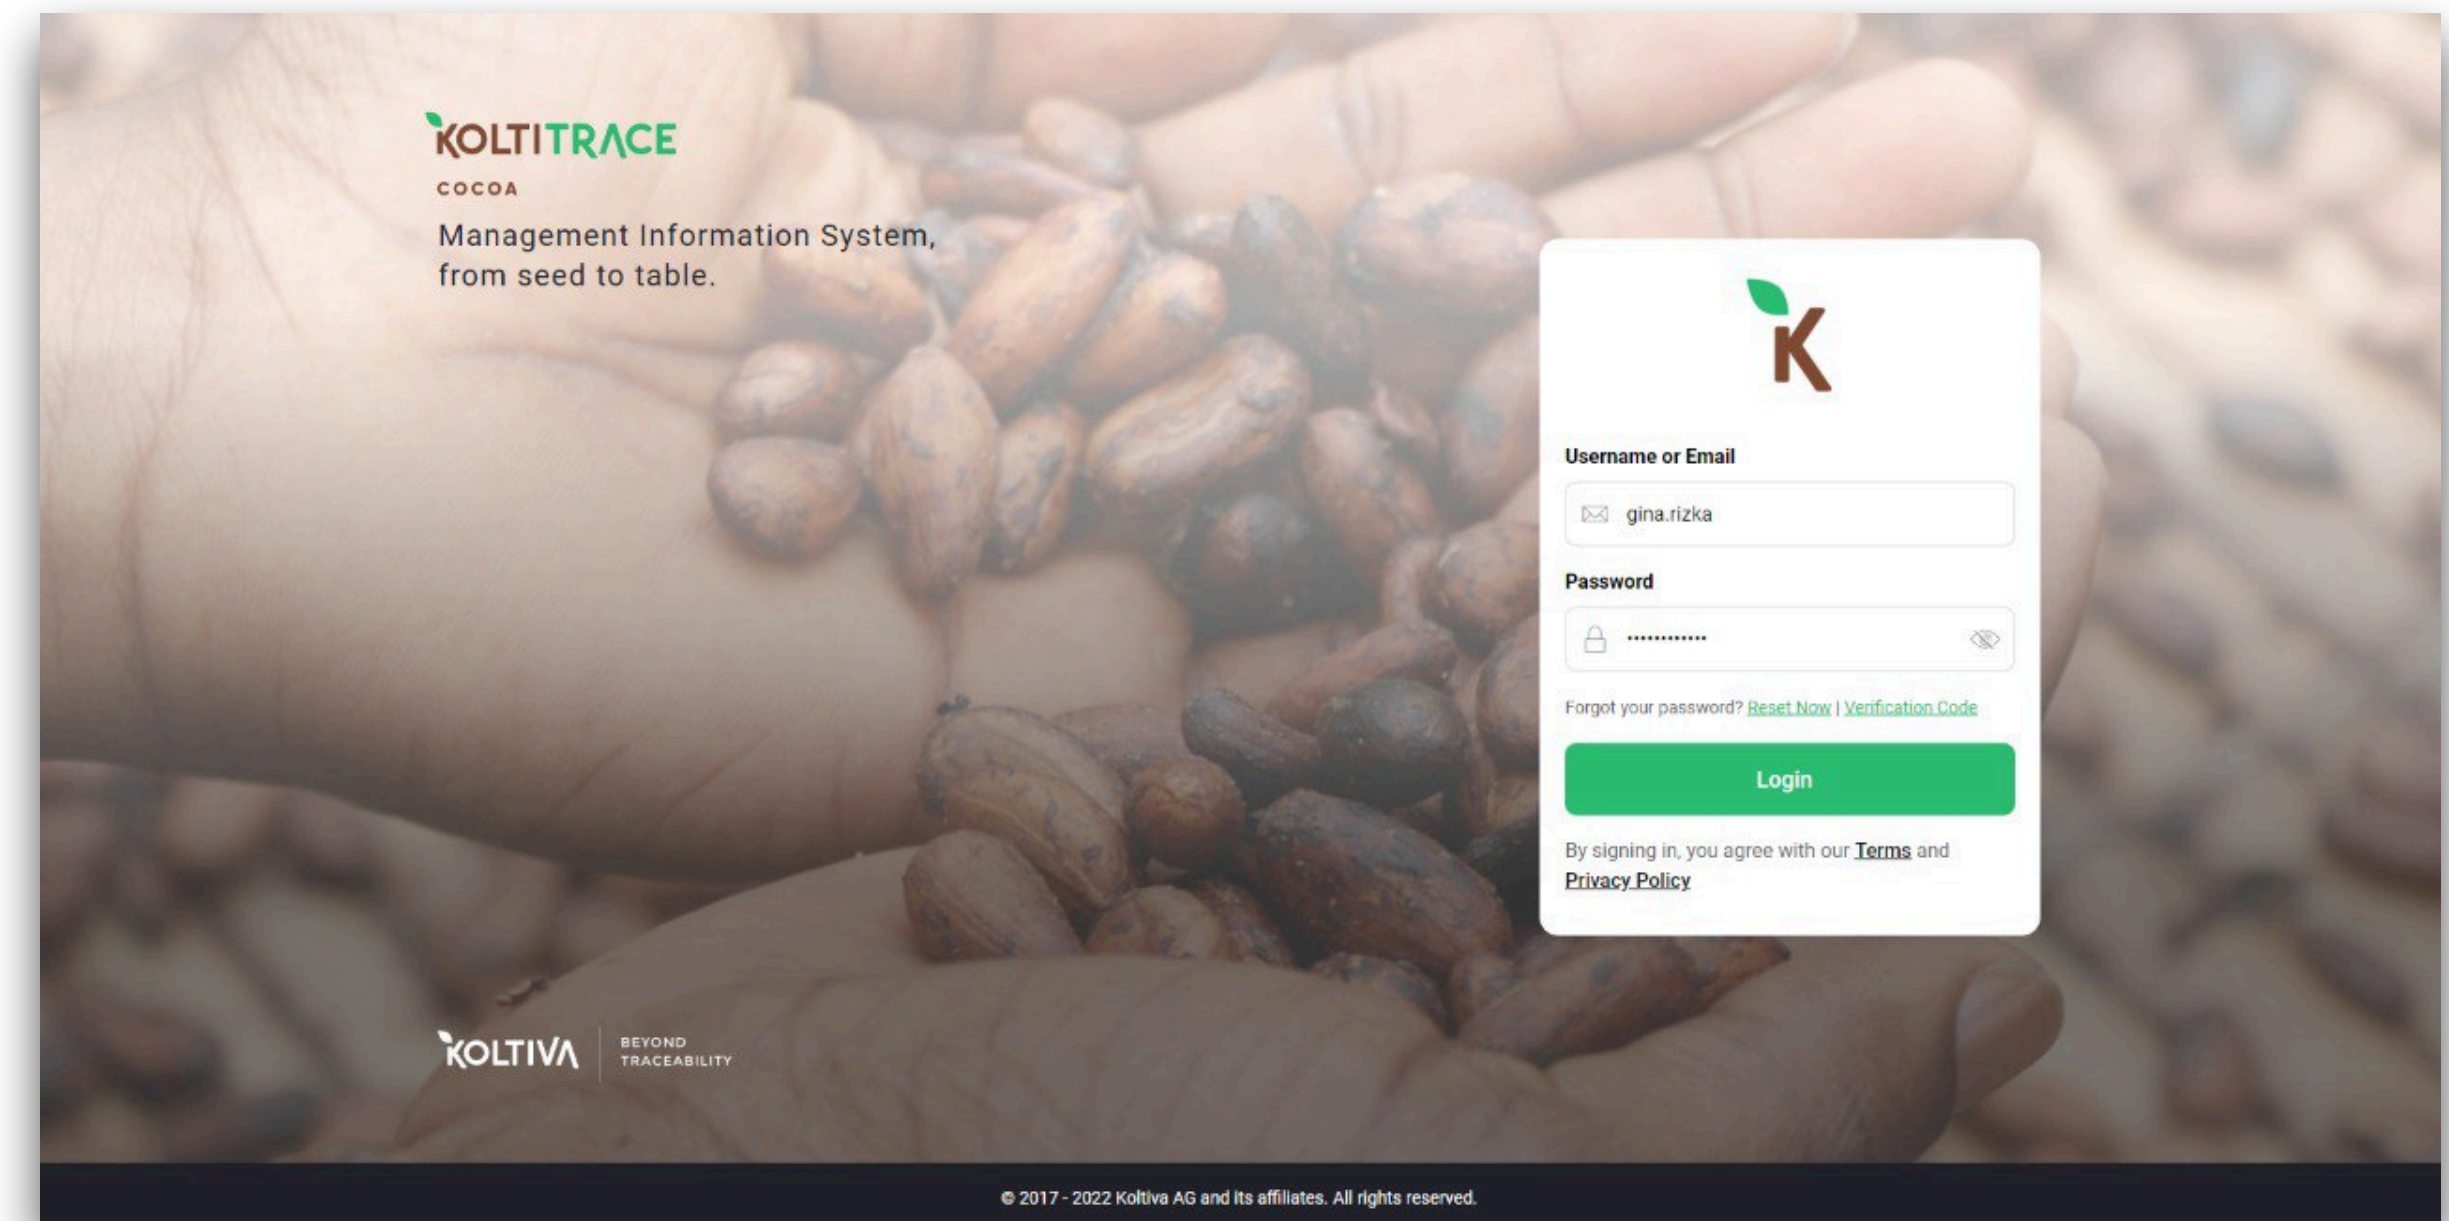 KOLTITRACE
COCOA
Management Information System,
from seed to table.
K
Username or Email
gina.rizka
Password
••••••••••••
Forgot your password? Reset Now | Verification Code
Login
By signing in, you agree with our Terms and
Privacy Policy
KOLTIVA
BEYOND
TRACEABILITY
© 2017 - 2022 Koltiva AG and its affiliates. All rights reserved.